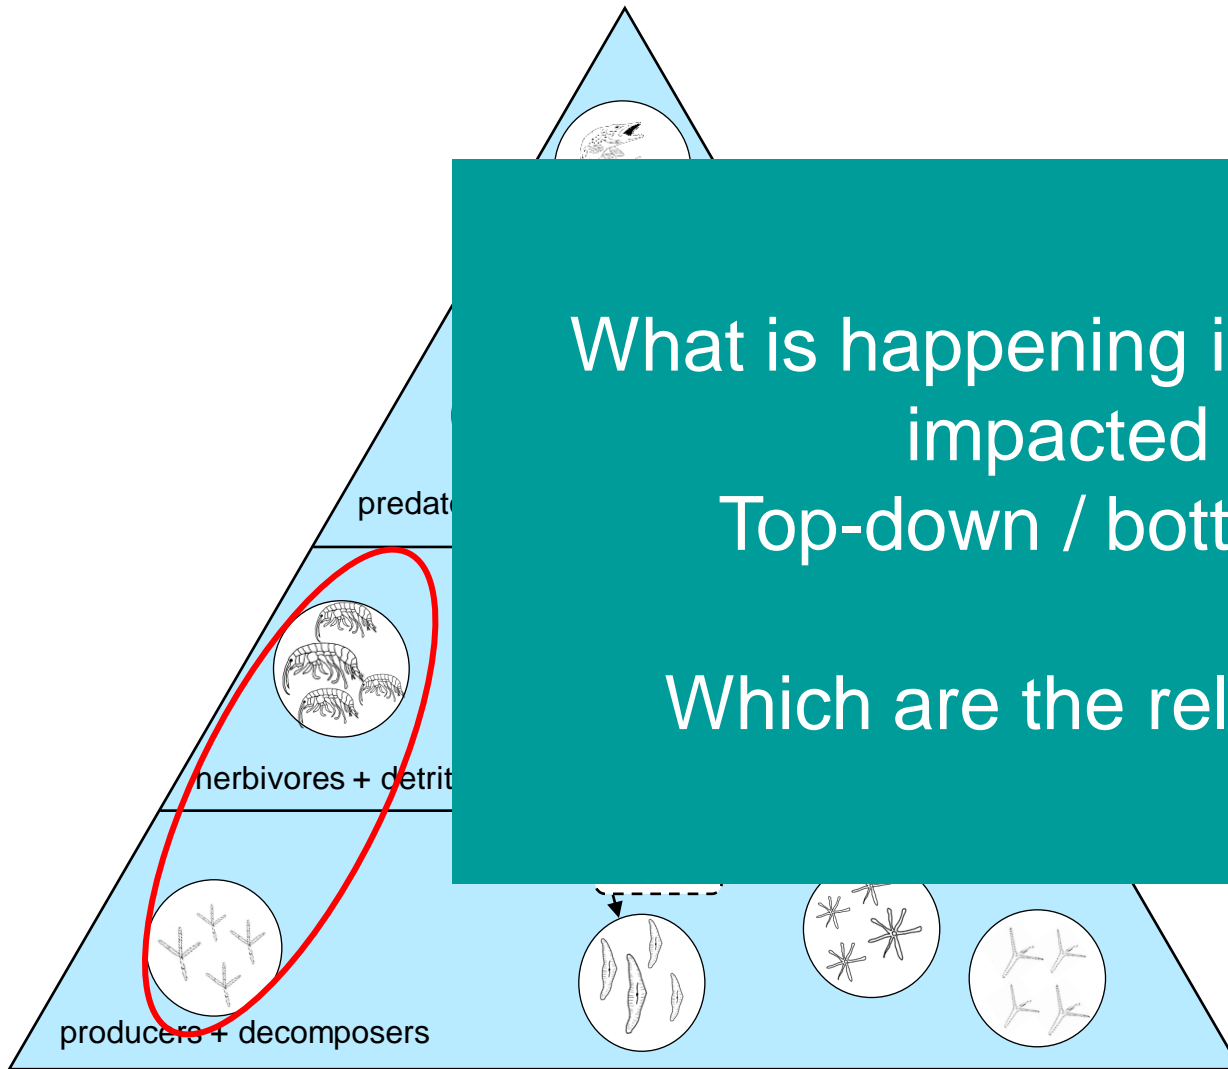 What is happening i
impacted
Top-down / bott
Which are the rel
predat
herbivores + detrit
producers + decomposers